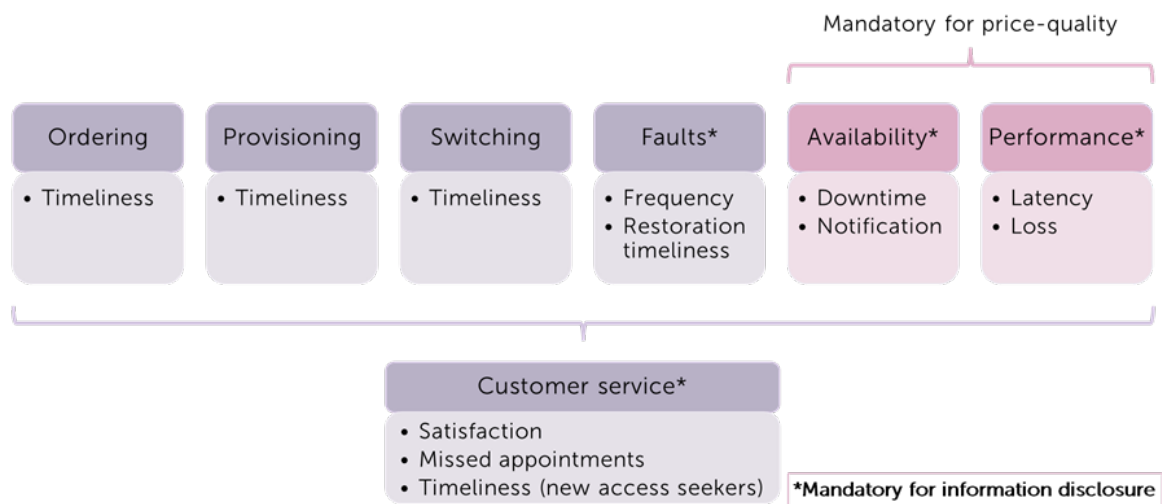 Mandatory for price-quality
Ordering
• Timeliness
Provisioning
• Timeliness
Switching
• Timeliness
Faults*
• Frequency
• Restoration
timeliness
Availability*
• Downtime
• Notification
Performance*
• Latency
• Loss
Customer service*
• Satisfaction
• Missed appointments
• Timeliness (new access seekers)
*Mandatory for information disclosure